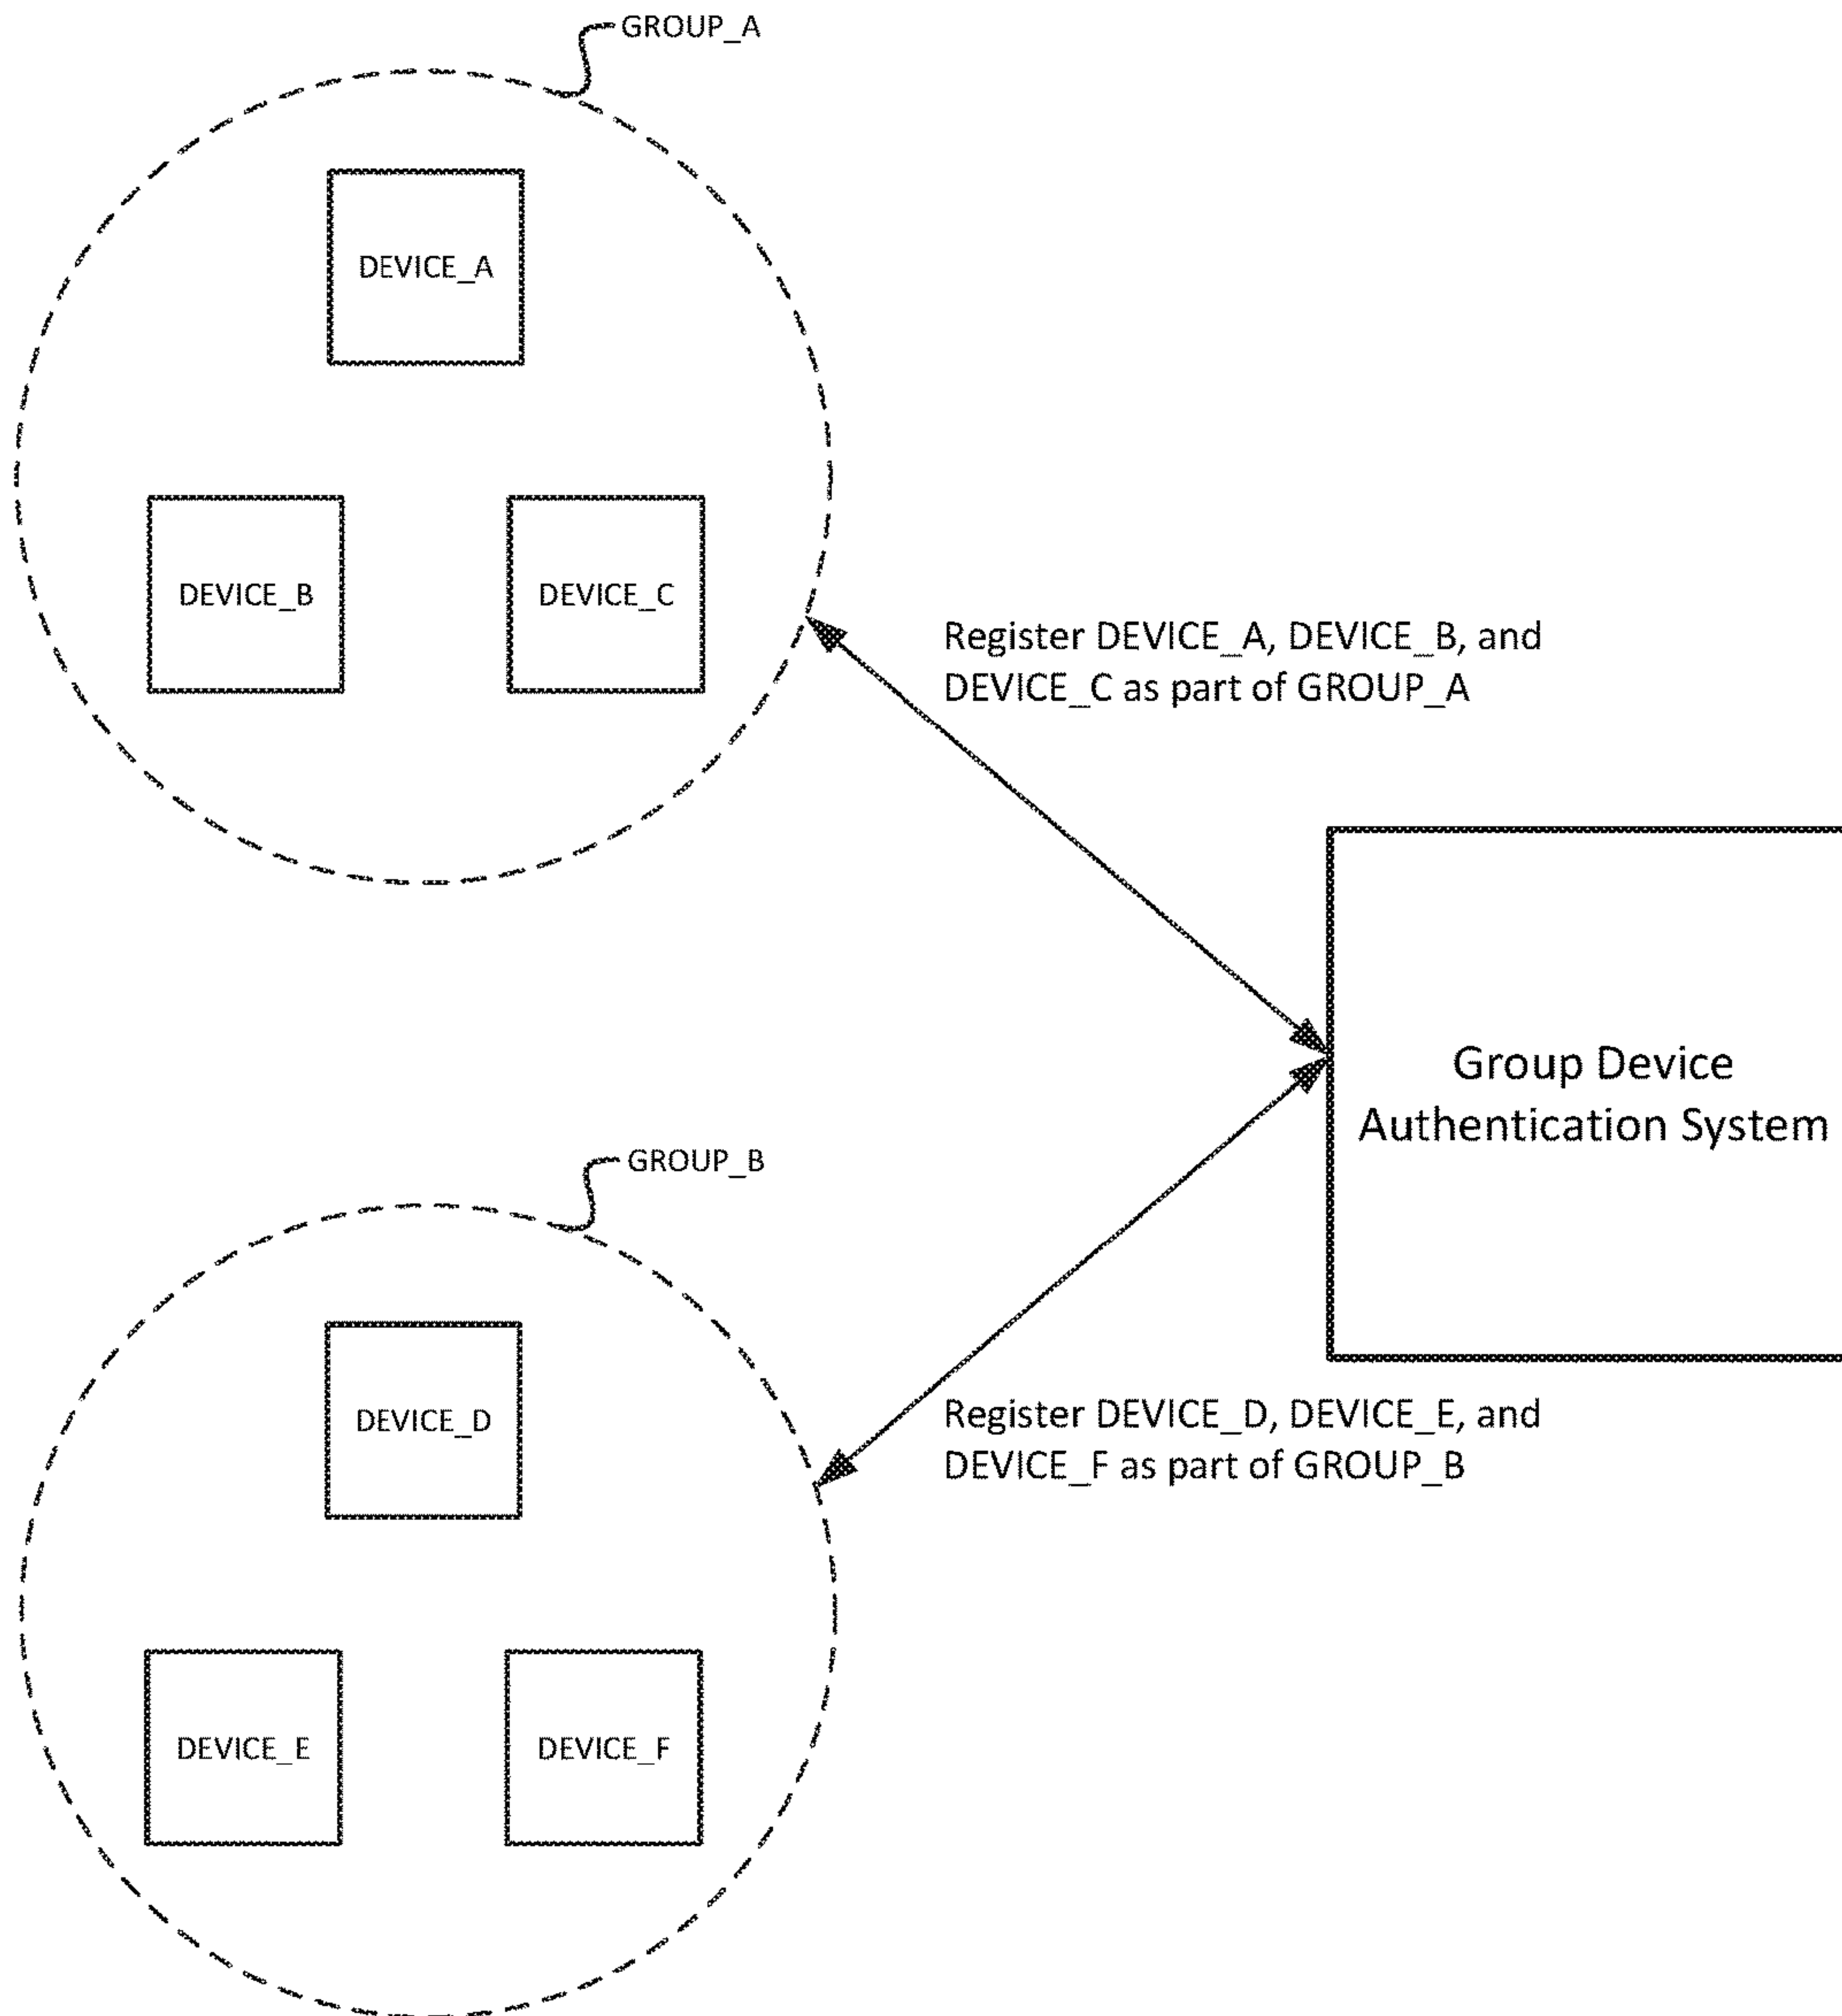 GROUP_A
DEVICE_A
DEVICE_B
DEVICE_C
Register DEVICE_A, DEVICE_B, and
DEVICE_C as part of GROUP_A
Group Device
Authentication System
GROUP_B
DEVICE_D
Register DEVICE_D, DEVICE_E, and
DEVICE_F as part of GROUP_B
DEVICE_E
DEVICE_F